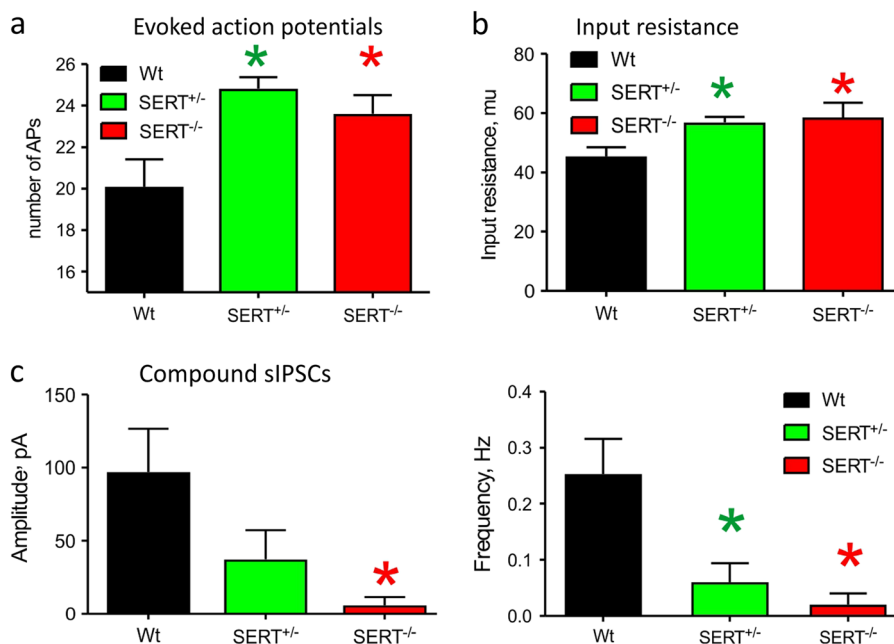 a
Evoked action potentials
number of APs
26
24
22
20
18
16
Wt
SERT+/-
SERT-/-
Wt
SERT+/-
SERT-/-
b
Input resistance
Input resistance, mu
80
60
40
20
0
Wt
SERT+/-
SERT-/-
Wt
SERT+/-
SERT-/-
c
Compound sIPSCs
Amplitude, pA
150
100
50
0
Wt
SERT+/-
SERT-/-
Frequency, Hz
0.4
0.3
0.2
0.1
0.0
Wt
SERT+/-
SERT-/-
Wt
SERT+/-
SERT-/-